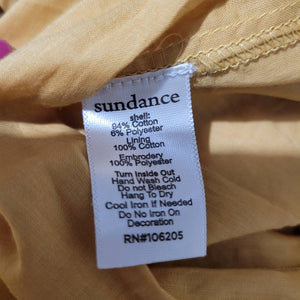 sundance
shell:
94% Cotton
6% Polyester
Lining
100% Cotton
Embrodery
100% Polyester
Turn Inside Out
Hand Wash Cold
Do not Bleach
Hang To Dry
Cool Iron If Needed
Do No Iron On
Decoration
RN#106205